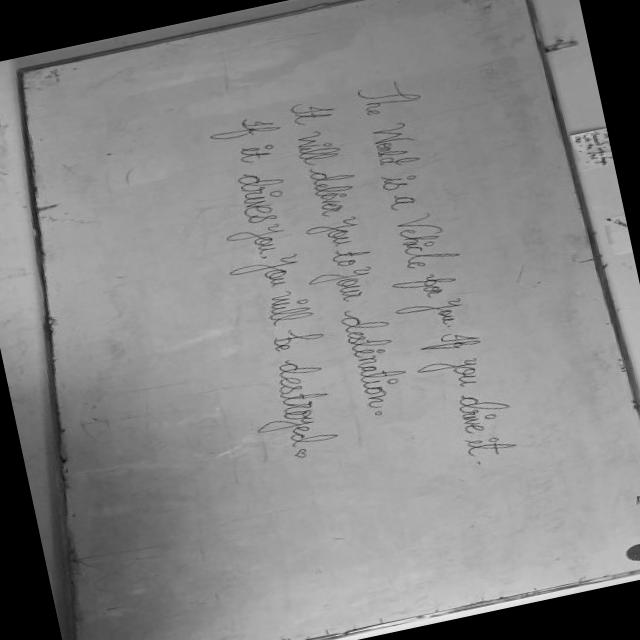 The Nafs is a Vehicle for you. If you drive it
it will deliver you to your destination.
If it drives you, you will be destroyed.